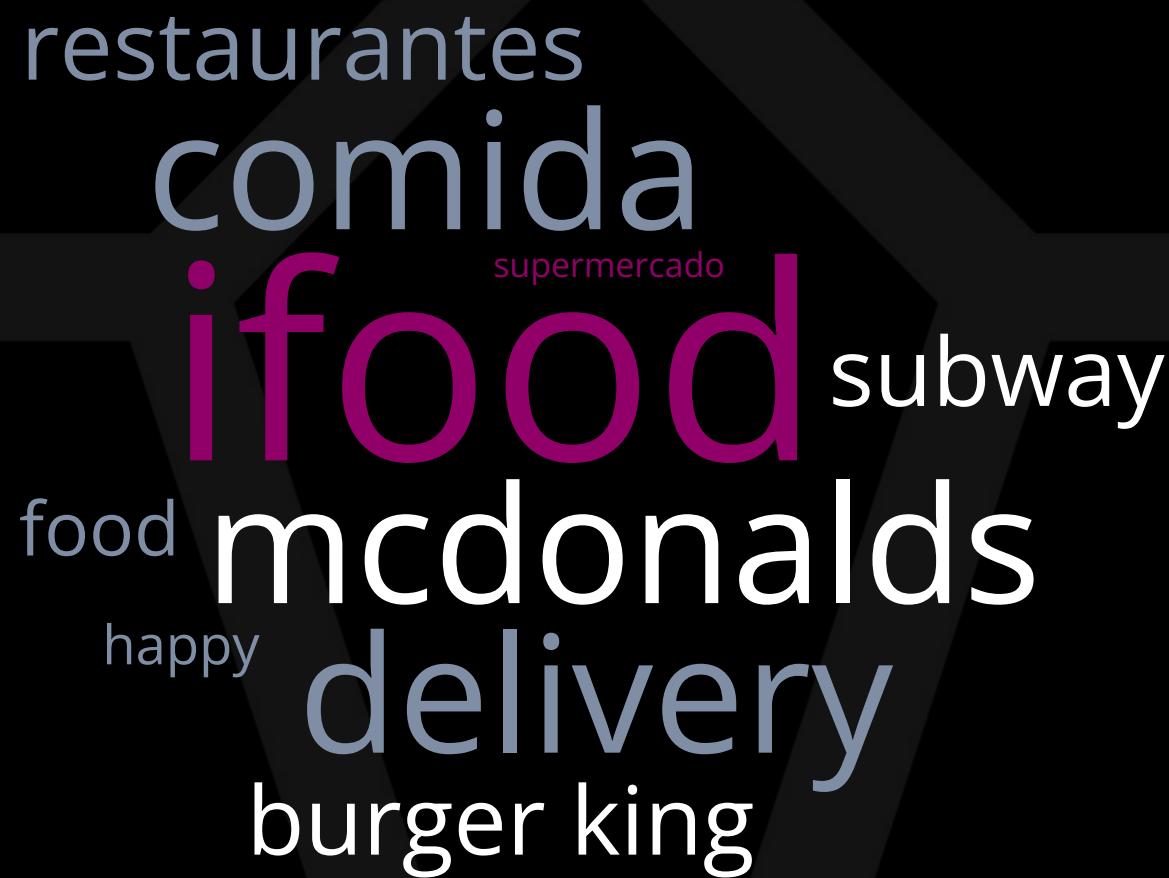 restaurantes
comida
supermercado
ifood
subway
food
mcdonalds
happy
delivery
burger king